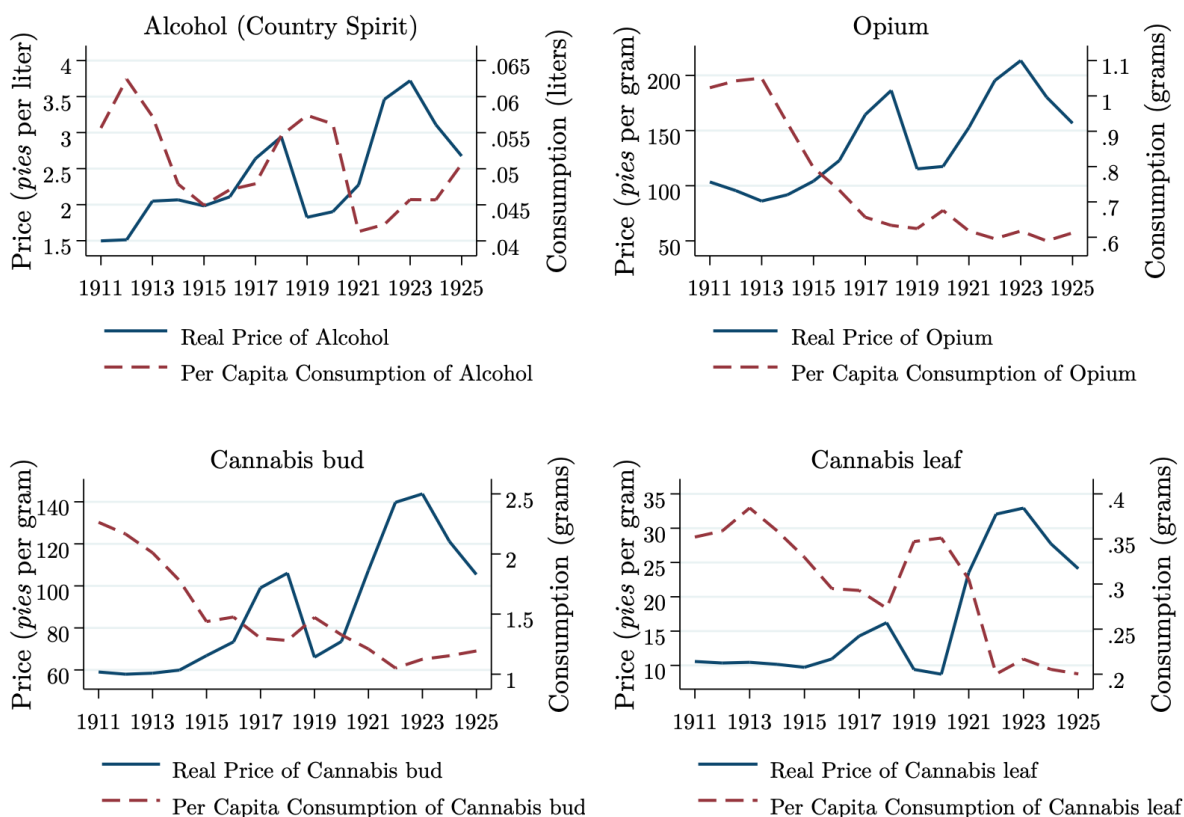 Alcohol (Country Spirit)
Price (pies per liter)
4
3.5
3
2.5
2
1.5
.065
.06
.055
.05
.045
.04
Consumption (liters)
1911 1913 1915 1917 1919 1921 1923 1925
Real Price of Alcohol
Per Capita Consumption of Alcohol
Opium
Price (pies per gram)
200
150
100
50
1.1
1
.9
.8
.7
.6
Consumption (grams)
1911 1913 1915 1917 1919 1921 1923 1925
Real Price of Opium
Per Capita Consumption of Opium
Cannabis bud
Price (pies per gram)
140
120
100
80
60
2.5
2
1.5
1
Consumption (grams)
1911 1913 1915 1917 1919 1921 1923 1925
Real Price of Cannabis bud
Per Capita Consumption of Cannabis bud
Cannabis leaf
Price (pies per gram)
35
30
25
20
15
10
.4
.35
.3
.25
.2
Consumption (grams)
1911 1913 1915 1917 1919 1921 1923 1925
Real Price of Cannabis leaf
Per Capita Consumption of Cannabis leaf